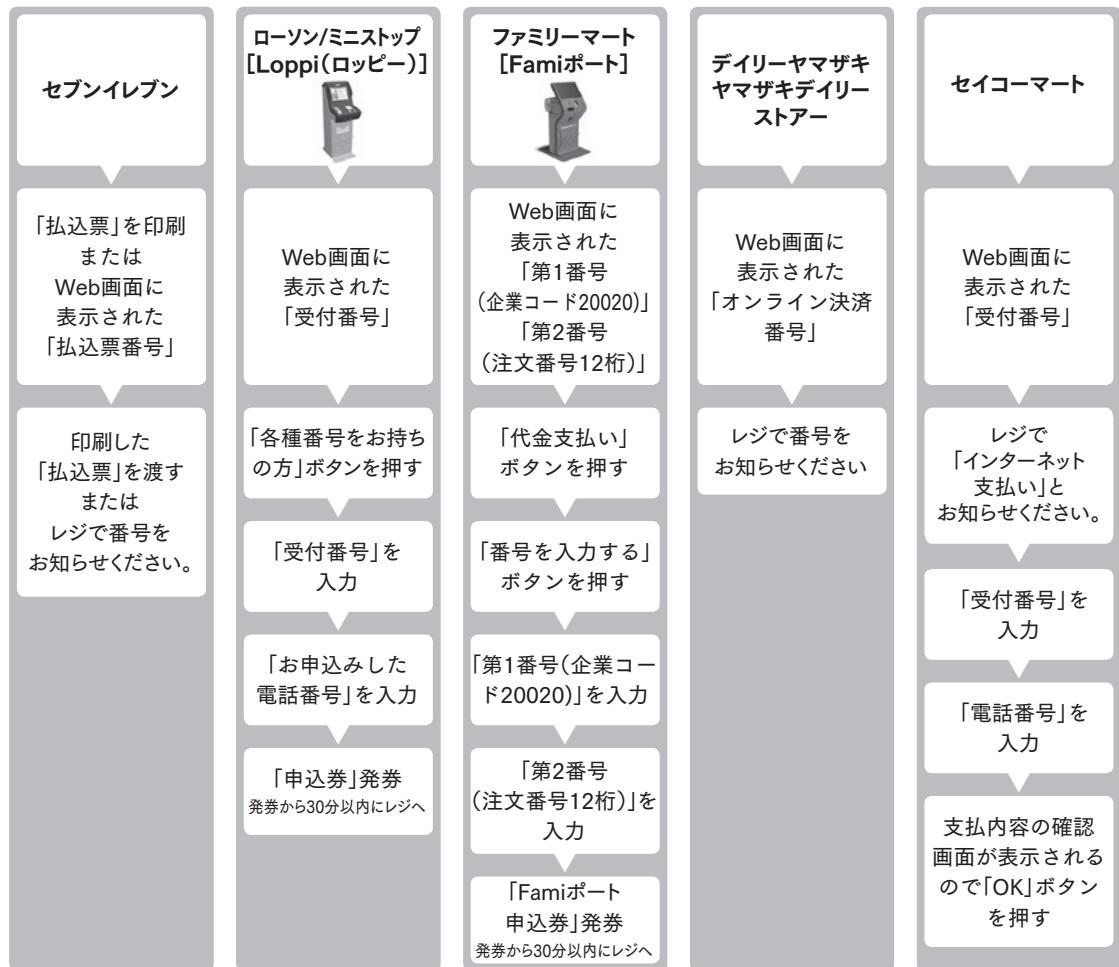 セブンイレブン
「払込票」を印刷
または
Web画面に
表示された
「払込票番号」
印刷した
「払込票」を渡す
または
レジで番号を
お知らせください。
ローソン/ミニストップ
[Loppi(ロッピー)]
Web画面に
表示された
「受付番号」
「各種番号をお持ち
の方」ボタンを押す
「受付番号」を
入力
「お申込みした
電話番号」を入力
「申込券」発券
発券から30分以内にレジへ
ファミリーマート
[Famiポート]
Web画面に
表示された
「第1番号
(企業コード20020)」
「第2番号
(注文番号12桁)」
「代金支払い」
ボタンを押す
「番号を入力する」
ボタンを押す
「第1番号(企業コー
ド20020)」を入力
「第2番号
(注文番号12桁)」を
入力
「Famiポート
申込券」発券
発券から30分以内にレジへ
デイリーヤマザキ
ヤマザキデイリー
ストアー
Web画面に
表示された
「オンライン決済
番号」
レジで番号を
お知らせください
セイコーマート
Web画面に
表示された
「受付番号」
レジで
「インターネット
支払い」と
お知らせください。
「受付番号」を
入力
「電話番号」を
入力
支払内容の確認
画面が表示される
ので「OK」ボタン
を押す